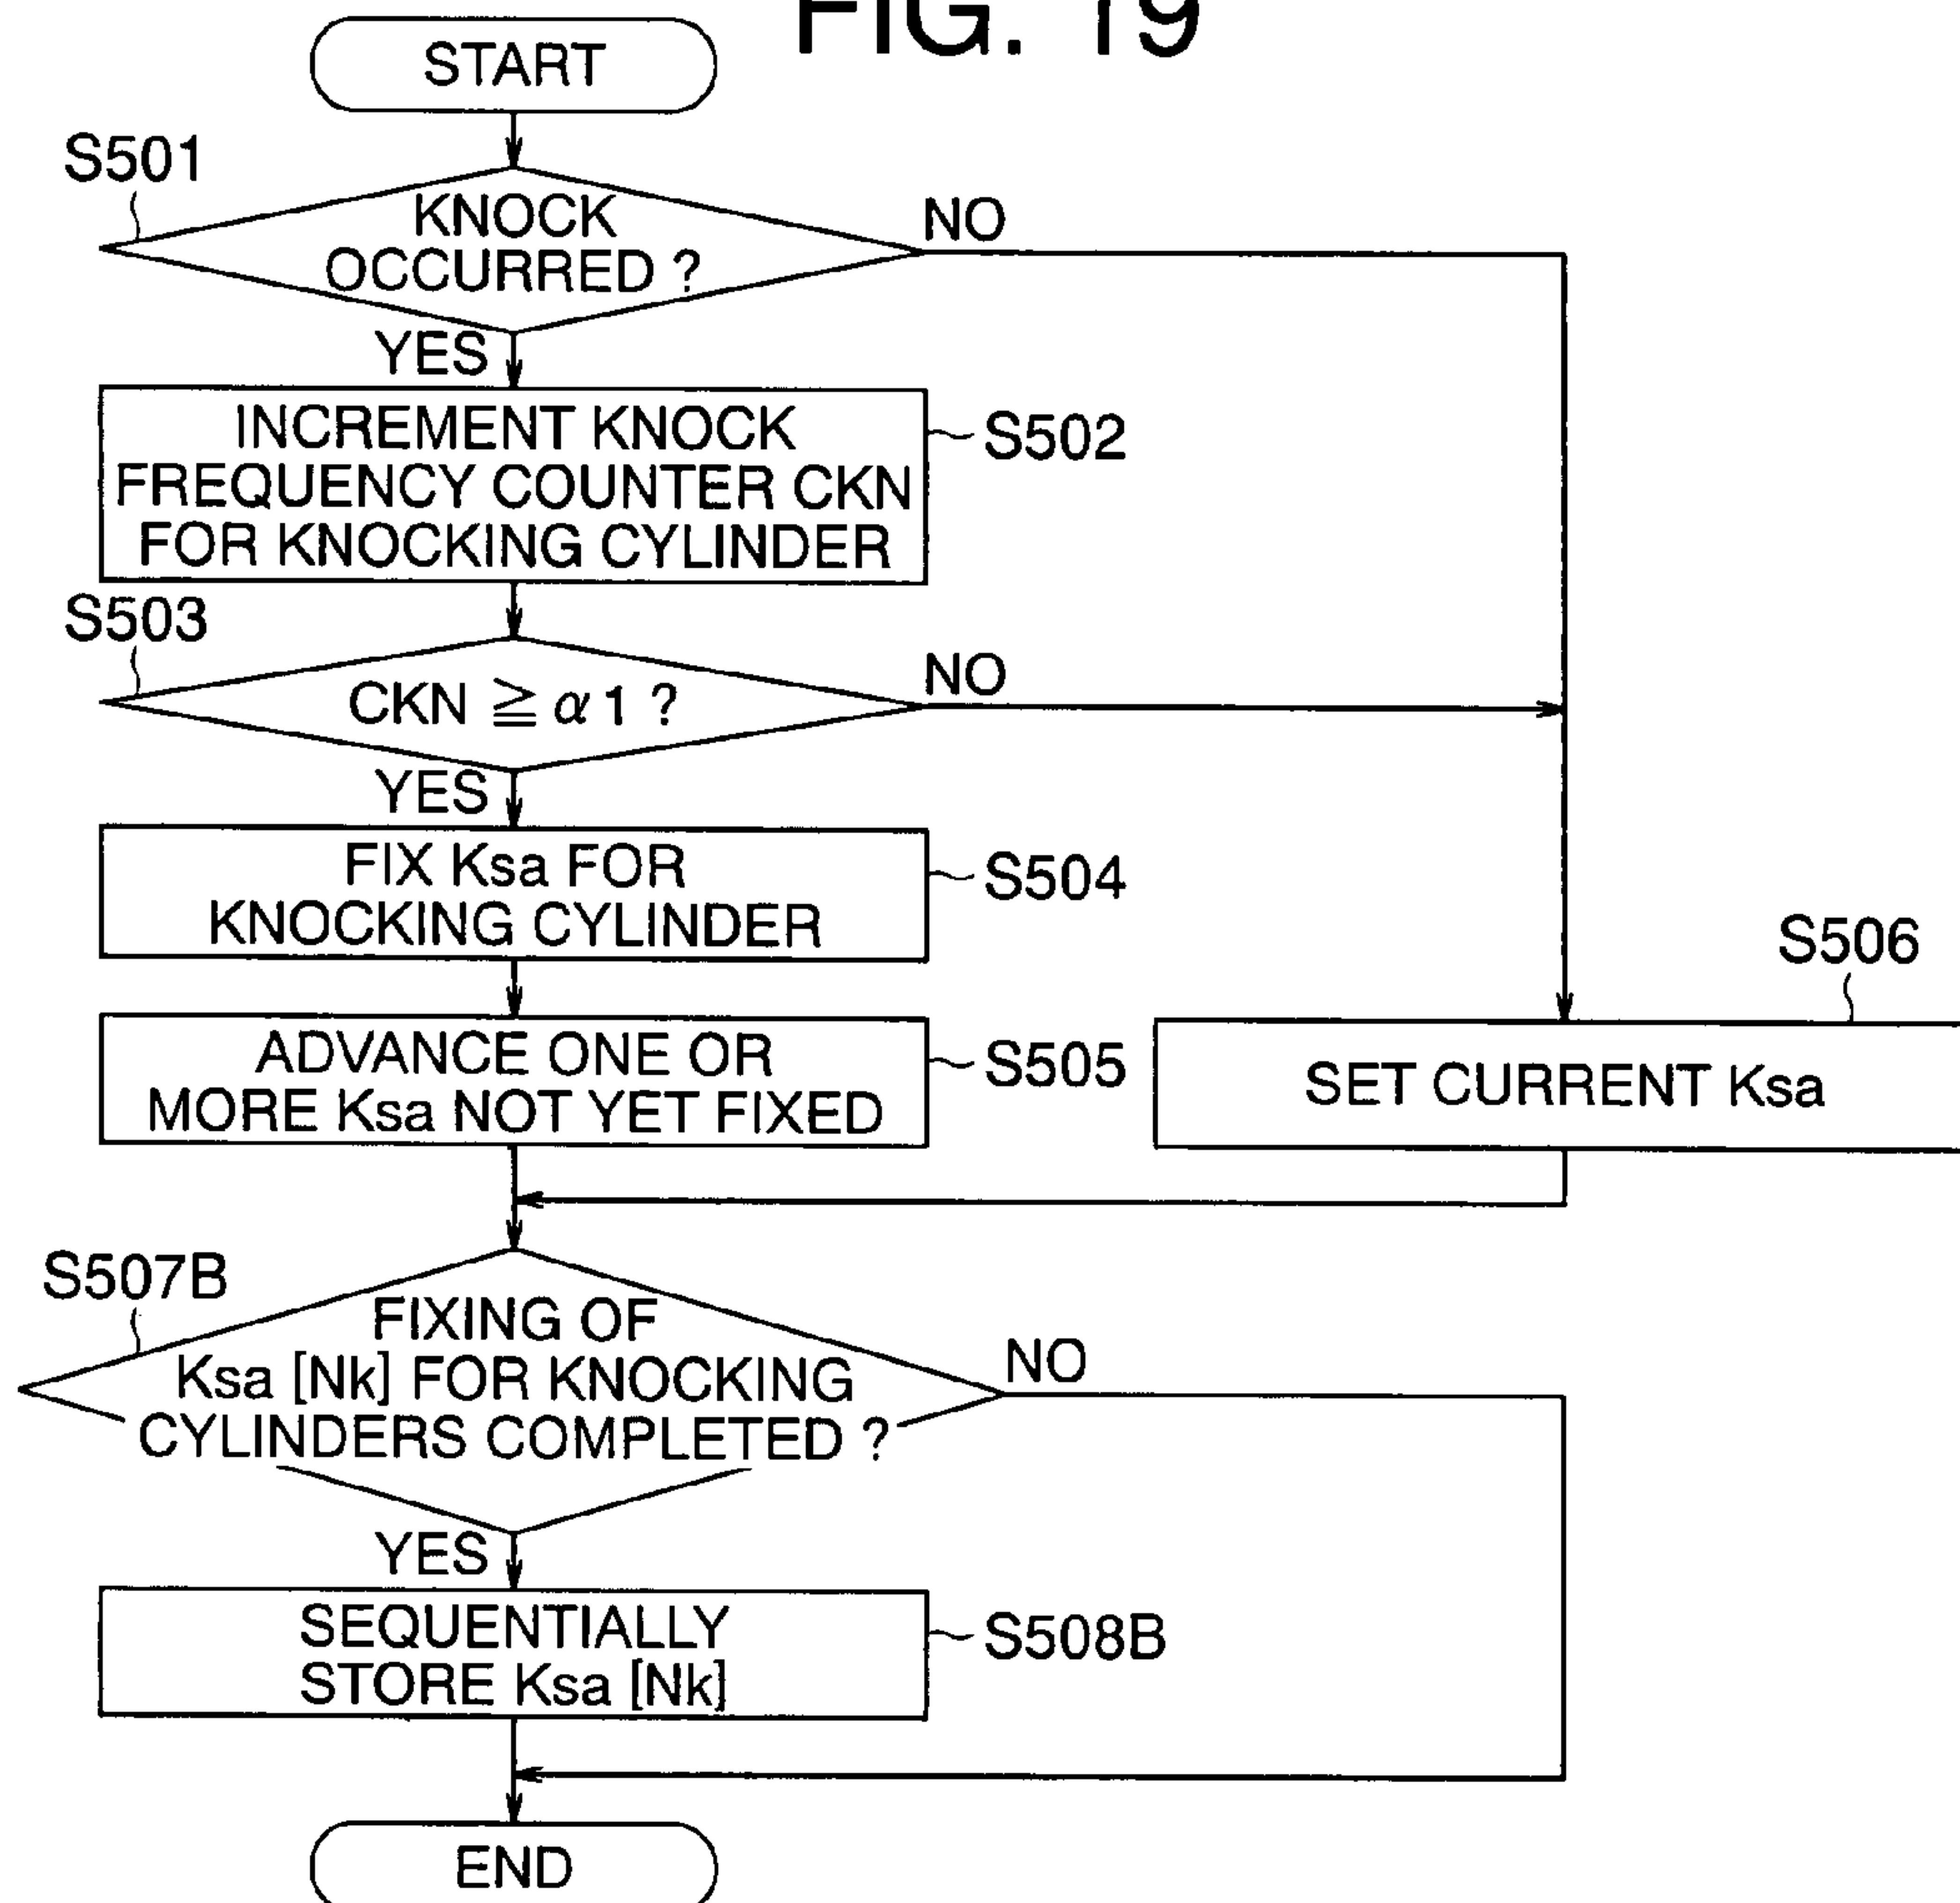 FIG. 19
START
S501
KNOCK
OCCURRED ?
NO
YES
INCREMENT KNOCK
FREQUENCY COUNTER CKN
FOR KNOCKING CYLINDER
S502
S503
CKN ≧ α 1 ?
NO
YES
FIX Ksa FOR
KNOCKING CYLINDER
S504
ADVANCE ONE OR
MORE Ksa NOT YET FIXED
S505
S506
SET CURRENT Ksa
S507B
FIXING OF
Ksa [Nk] FOR KNOCKING
CYLINDERS COMPLETED ?
NO
YES
SEQUENTIALLY
STORE Ksa [Nk]
S508B
END